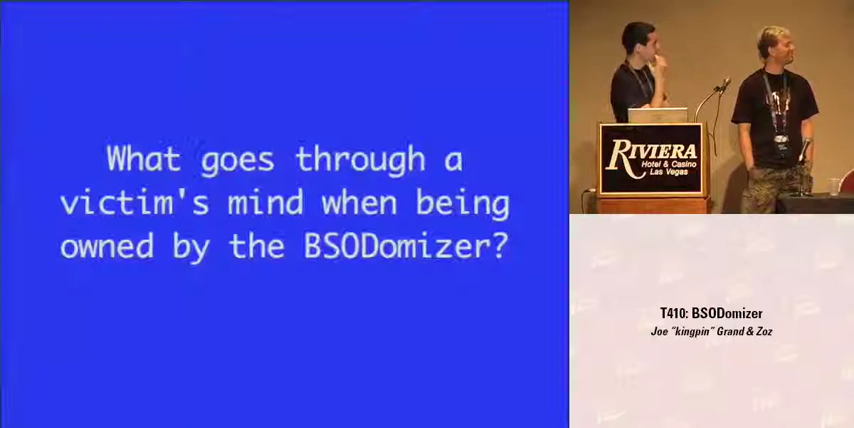 What goes through a
victim's mind when being
owned by the BSODomizer?
RIVIERA
Hotel & Casino
Las Vegas
T410: BSODomizer
Joe "kingpin" Grand & Zoz